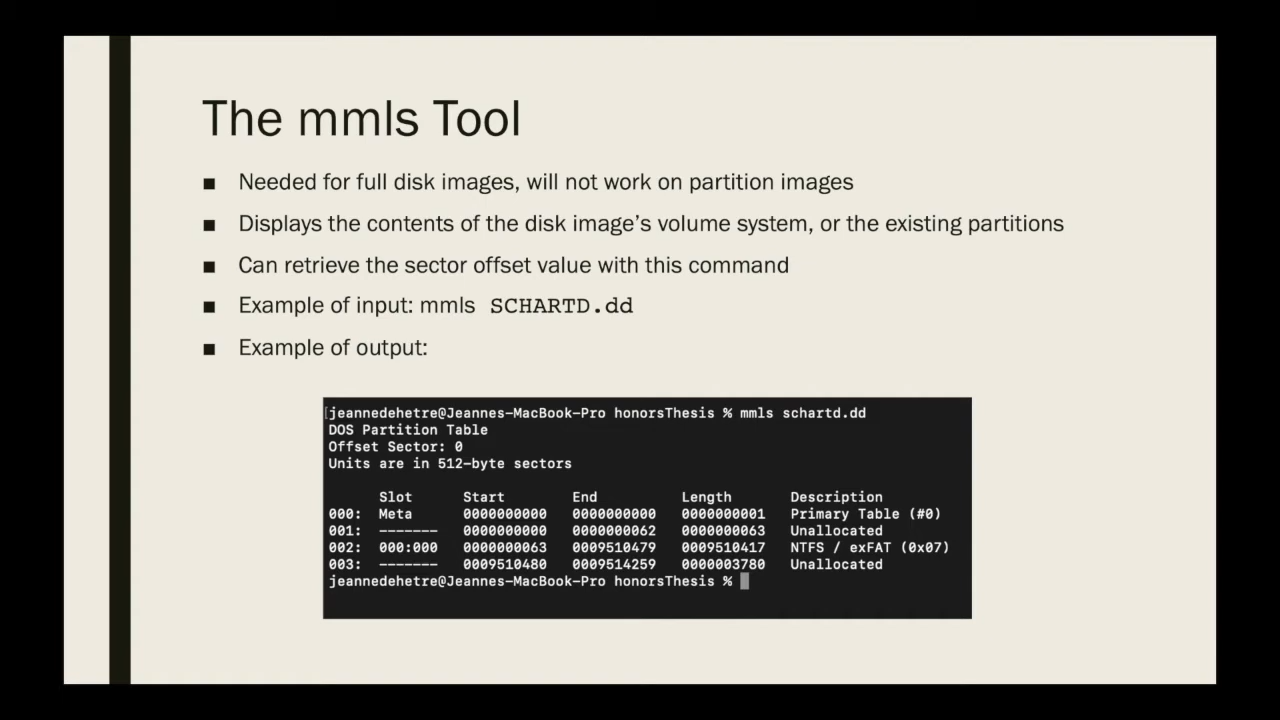 The mmls Tool
■ Needed for full disk images, will not work on partition images
■ Displays the contents of the disk image's volume system, or the existing partitions
■ Can retrieve the sector offset value with this command
■ Example of input: mmls SCHARTD.dd
■ Example of output:
[jeannedehetre@Jeannes-MacBook-Pro honorsThesis % mmls schartd.dd
DOS Partition Table
Offset Sector: 0
Units are in 512-byte sectors
Slot Start End Length Description
000: Meta 0000000000 0000000000 0000000001 Primary Table (#0)
001: ------- 0000000000 0000000062 0000000063 Unallocated
002: 000:000 0000000063 0009510479 0009510417 NTFS / exFAT (0x07)
003: ------- 0009510480 0009514259 0000003780 Unallocated
jeannedehetre@Jeannes-MacBook-Pro honorsThesis %